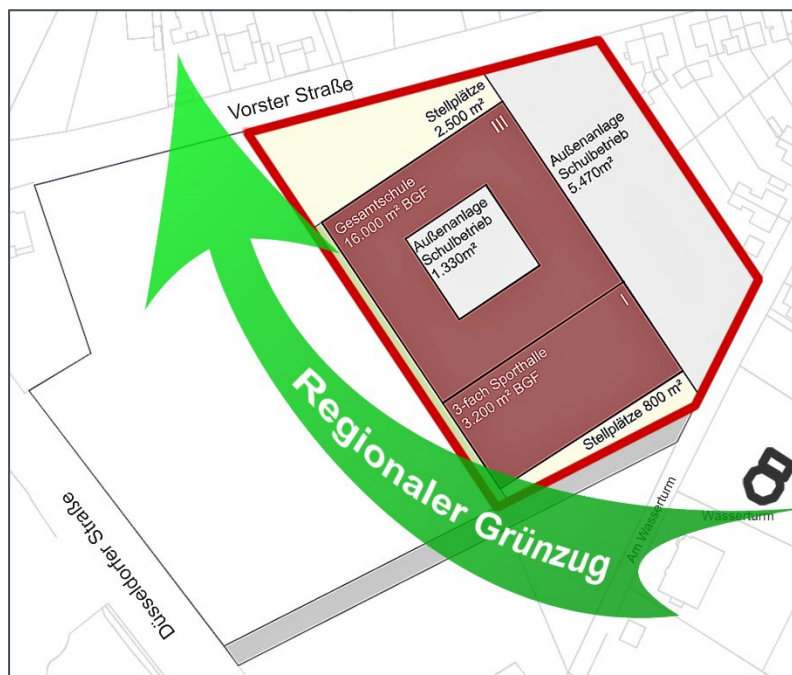 Vorster Straße
Stellplätze
2.500 m²
III
Außenanlage
Schulbetrieb
5.470m²
Gesamtschule
16.000 m² BGF
Außenanlage
Schulbetrieb
1.330m²
I
3-fach Sporthalle
3.200 m² BGF
Stellplätze 800 m²
Regionaler Grünzug
Wasserturm
Am Wasserturm
Düsseldorfer Straße